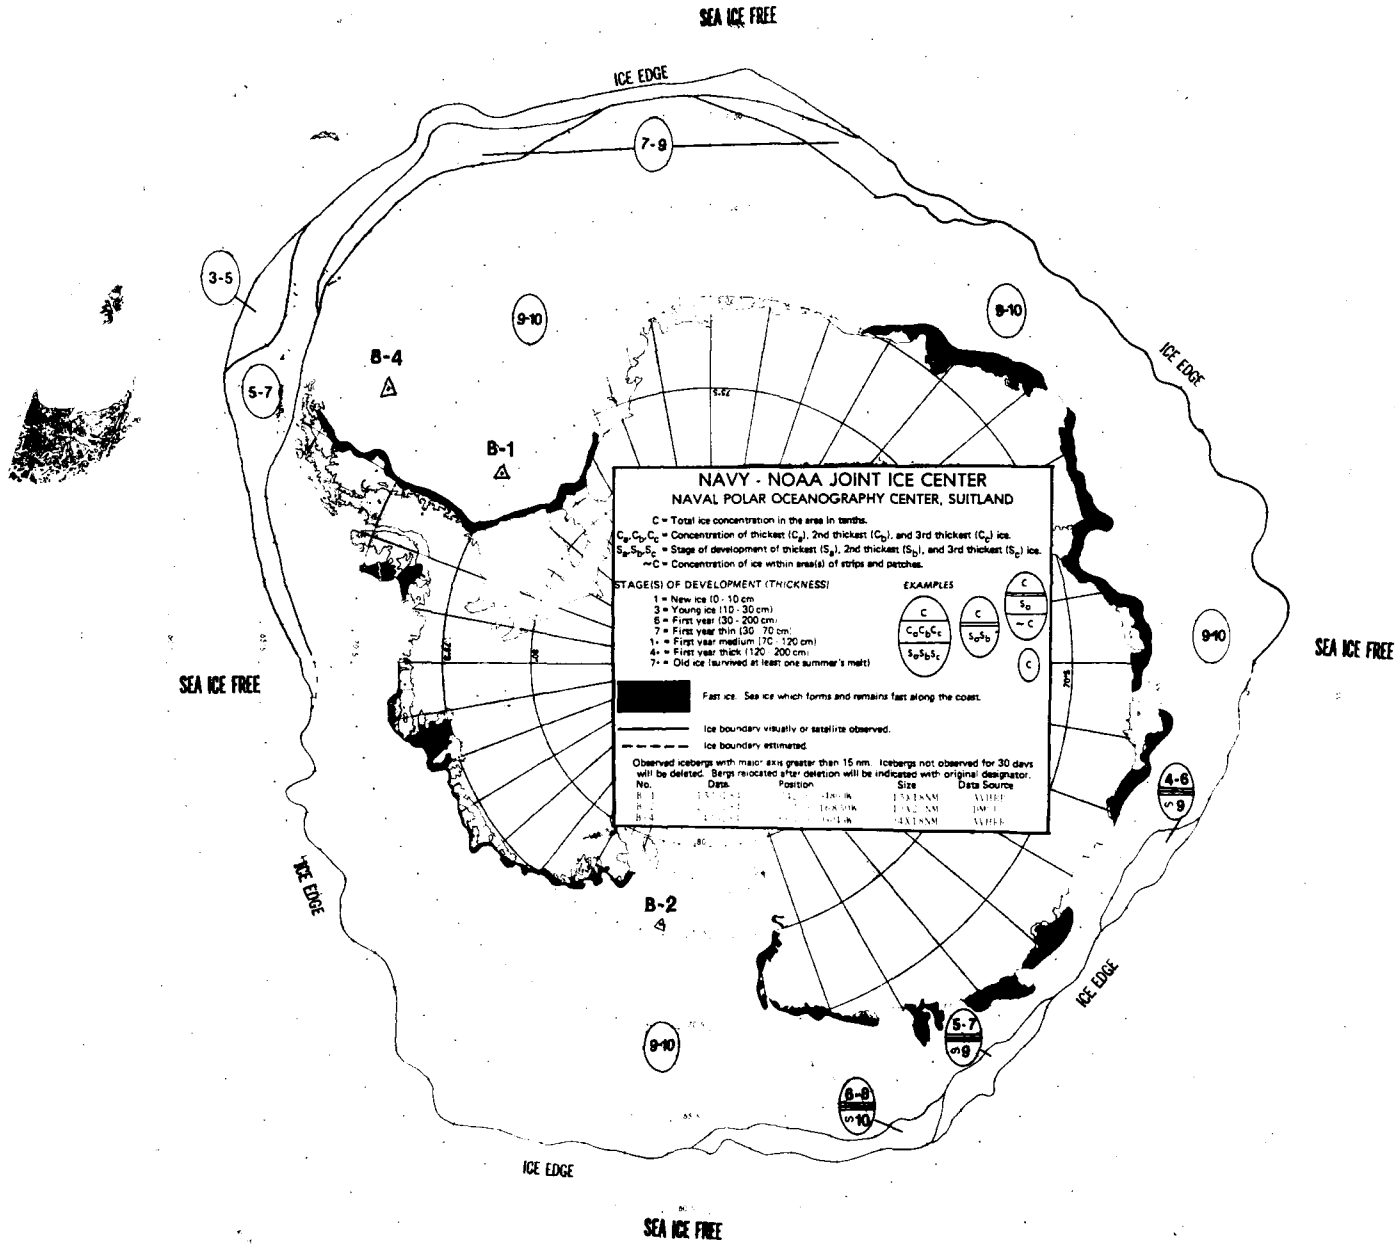 SEA ICE FREE
ICE EDGE
7-9
3-5
9-10
9-10
ICE EDGE
B-4
5-7
B-1
75°S
NAVY - NOAA JOINT ICE CENTER
NAVAL POLAR OCEANOGRAPHY CENTER, SUITLAND
C = Total ice concentration in the area in tenths.
Ca,Cb,Cc = Concentration of thickest (Ca), 2nd thickest (Cb), and 3rd thickest (Cc) ice.
Sa,Sb,Sc = Stage of development of thickest (Sa), 2nd thickest (Sb), and 3rd thickest (Sc) ice.
~C = Concentration of ice within area(s) of strips and patches.
STAGE(S) OF DEVELOPMENT (THICKNESS)
EXAMPLES
1 = New ice (0 - 10 cm
3 = Young ice (10 - 30 cm)
6 = First year (30 - 200 cm)
7 = First year thin (30 70 cm)
1• = First year medium (70 - 120 cm)
4• = First year thick (120 - 200 cm)
7• = Old ice (survived at least one summer's melt)
C
CaCbCc
SaSbSc
C
SaSb
C
Sa
~ C
C
Fast ice. Sea ice which forms and remains fast along the coast.
Ice boundary visually or satellite observed.
Ice boundary estimated.
Observed icebergs with major axis greater than 15 nm. Icebergs not observed for 30 days
will be deleted. Bergs relocated after deletion will be indicated with original designator.
No. Date Position Size Data Source
9-10
SEA ICE FREE
SEA ICE FREE
70°S
80°
4-6
S 9
ICE EDGE
B-2
80
ICE EDGE
9-10
5-7
S 9
6-8
S 10
65 S
ICE EDGE
60 S
SEA ICE FREE